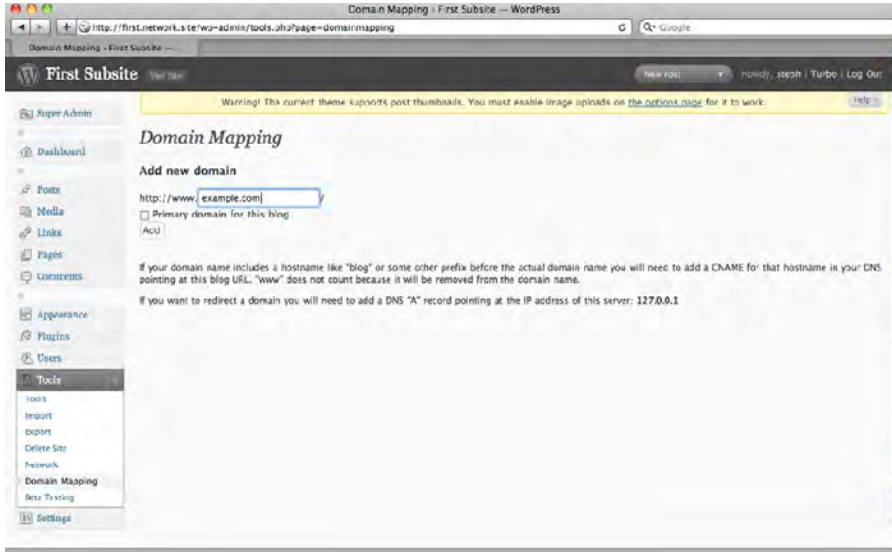 Domain Mapping ‹ First Subsite — WordPress
http://first.network.site/wp-admin/tools.php?page=domainmapping
Google
Domain Mapping ‹ First Subsite —...
First Subsite Visit Site
New Post
Howdy, steph | Turbo | Log Out
Warning! The current theme supports post thumbnails. You must enable image uploads on the options page for it to work.
Help
Super Admin
Dashboard
Posts
Media
Links
Pages
Comments
Appearance
Plugins
Users
Tools
Tools
Import
Export
Delete Site
Network
Domain Mapping
Beta Testing
Settings
Domain Mapping
Add new domain
http://www. example.com /
Primary domain for this blog
Add
If your domain name includes a hostname like "blog" or some other prefix before the actual domain name you will need to add a CNAME for that hostname in your DNS
pointing at this blog URL. "www" does not count because it will be removed from the domain name.
If you want to redirect a domain you will need to add a DNS "A" record pointing at the IP address of this server: 127.0.0.1